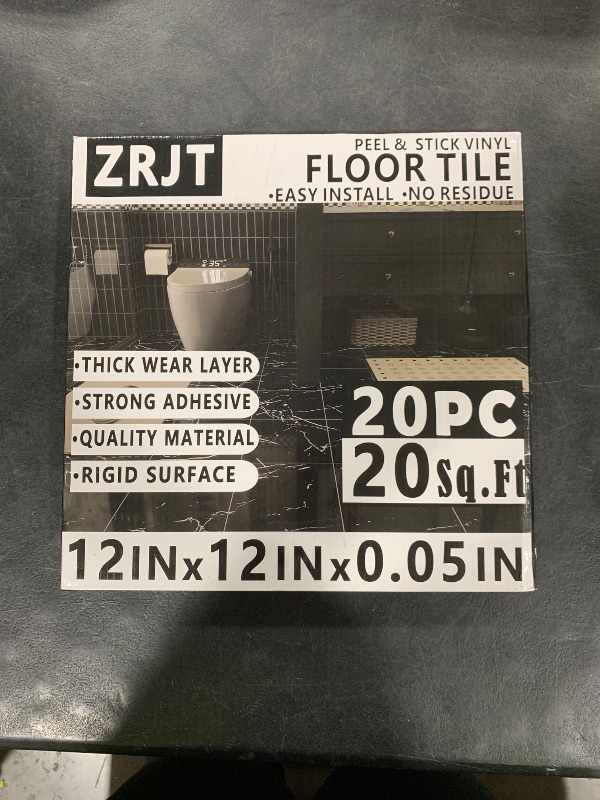 ZRJT
PEEL & STICK VINYL
FLOOR TILE
•EASY INSTALL •NO RESIDUE
•THICK WEAR LAYER
•STRONG ADHESIVE
•QUALITY MATERIAL
•RIGID SURFACE
20PC
20Sq.Ft
12INx12INx0.05IN